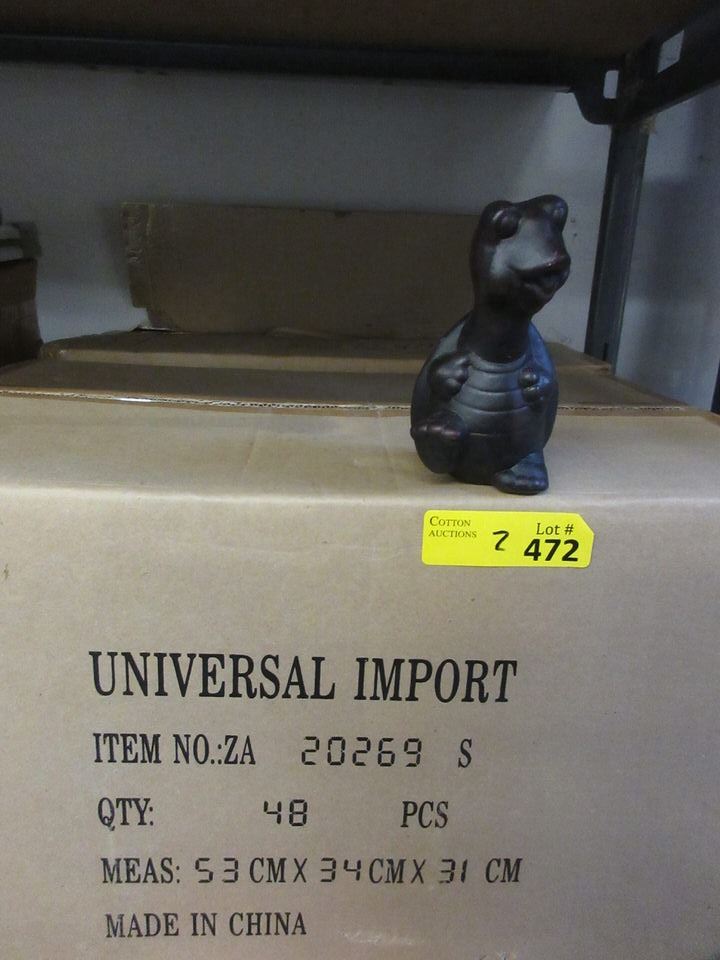 COTTON AUCTIONS 2 Lot # 472
UNIVERSAL IMPORT
ITEM NO.:ZA 20269 S
QTY: 48 PCS
MEAS: 53 CM X 34 CM X 31 CM
MADE IN CHINA